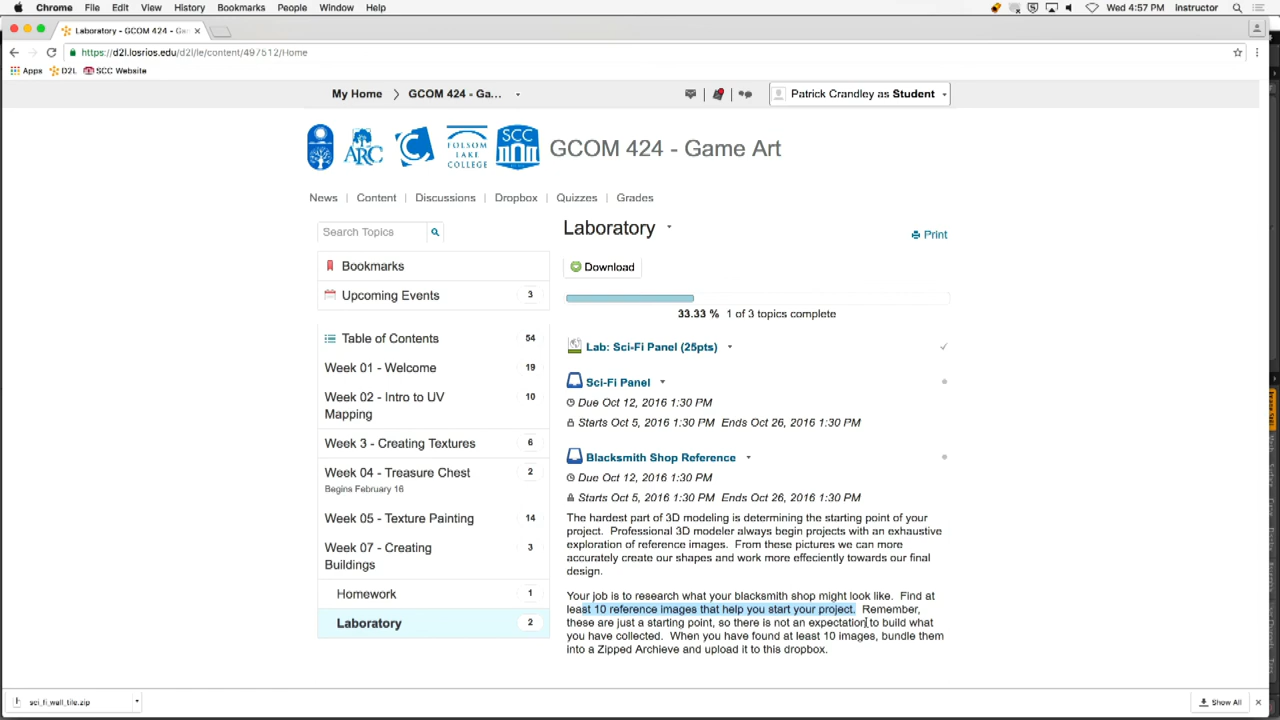 Chrome File Edit View History Bookmarks People Window Help Wed 4:57 PM instructor
Laboratory - GCOM 424 - Ga
https://d2l.losrios.edu/d2l/le/content/497512/Home
Apps D2L SCC Website
My Home GCOM 424 - Ga... Patrick Crandley as Student
ARC FOLSOM LAKE COLLEGE SCC GCOM 424 - Game Art
News | Content | Discussions | Dropbox | Quizzes | Grades
Search Topics
Bookmarks
Upcoming Events 3
Table of Contents 54
Week 01 - Welcome 19
Week 02 - Intro to UV 10
Mapping
Week 3 - Creating Textures 6
Week 04 - Treasure Chest 2
Begins February 16
Week 05 - Texture Painting 14
Week 07 - Creating 3
Buildings
Homework 1
Laboratory 2
Laboratory
Print
Download
33.33 % 1 of 3 topics complete
Lab: Sci-Fi Panel (25pts)
Sci-Fi Panel
Due Oct 12, 2016 1:30 PM
Starts Oct 5, 2016 1:30 PM Ends Oct 26, 2016 1:30 PM
Blacksmith Shop Reference
Due Oct 12, 2016 1:30 PM
Starts Oct 5, 2016 1:30 PM Ends Oct 26, 2016 1:30 PM
The hardest part of 3D modeling is determining the starting point of your
project. Professional 3D modeler always begin projects with an exhaustive
exploration of reference images. From these pictures we can more
accurately create our shapes and work more effeciently towards our final
design.
Your job is to research what your blacksmith shop might look like. Find at
least 10 reference images that help you start your project. Remember,
these are just a starting point, so there is not an expectation to build what
you have collected. When you have found at least 10 images, bundle them
into a Zipped Archieve and upload it to this dropbox.
sci_fi_wall_tile.zip
Show All